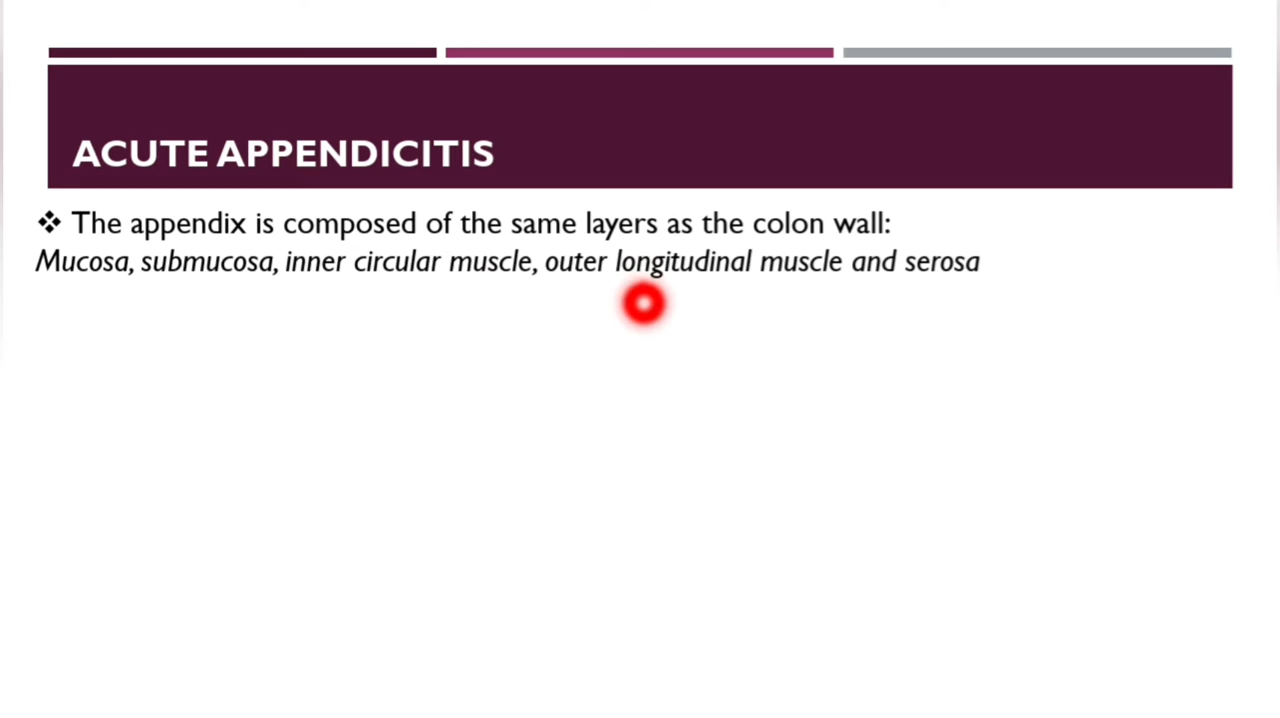 ACUTE APPENDICITIS
❖ The appendix is composed of the same layers as the colon wall:
Mucosa, submucosa, inner circular muscle, outer longitudinal muscle and serosa